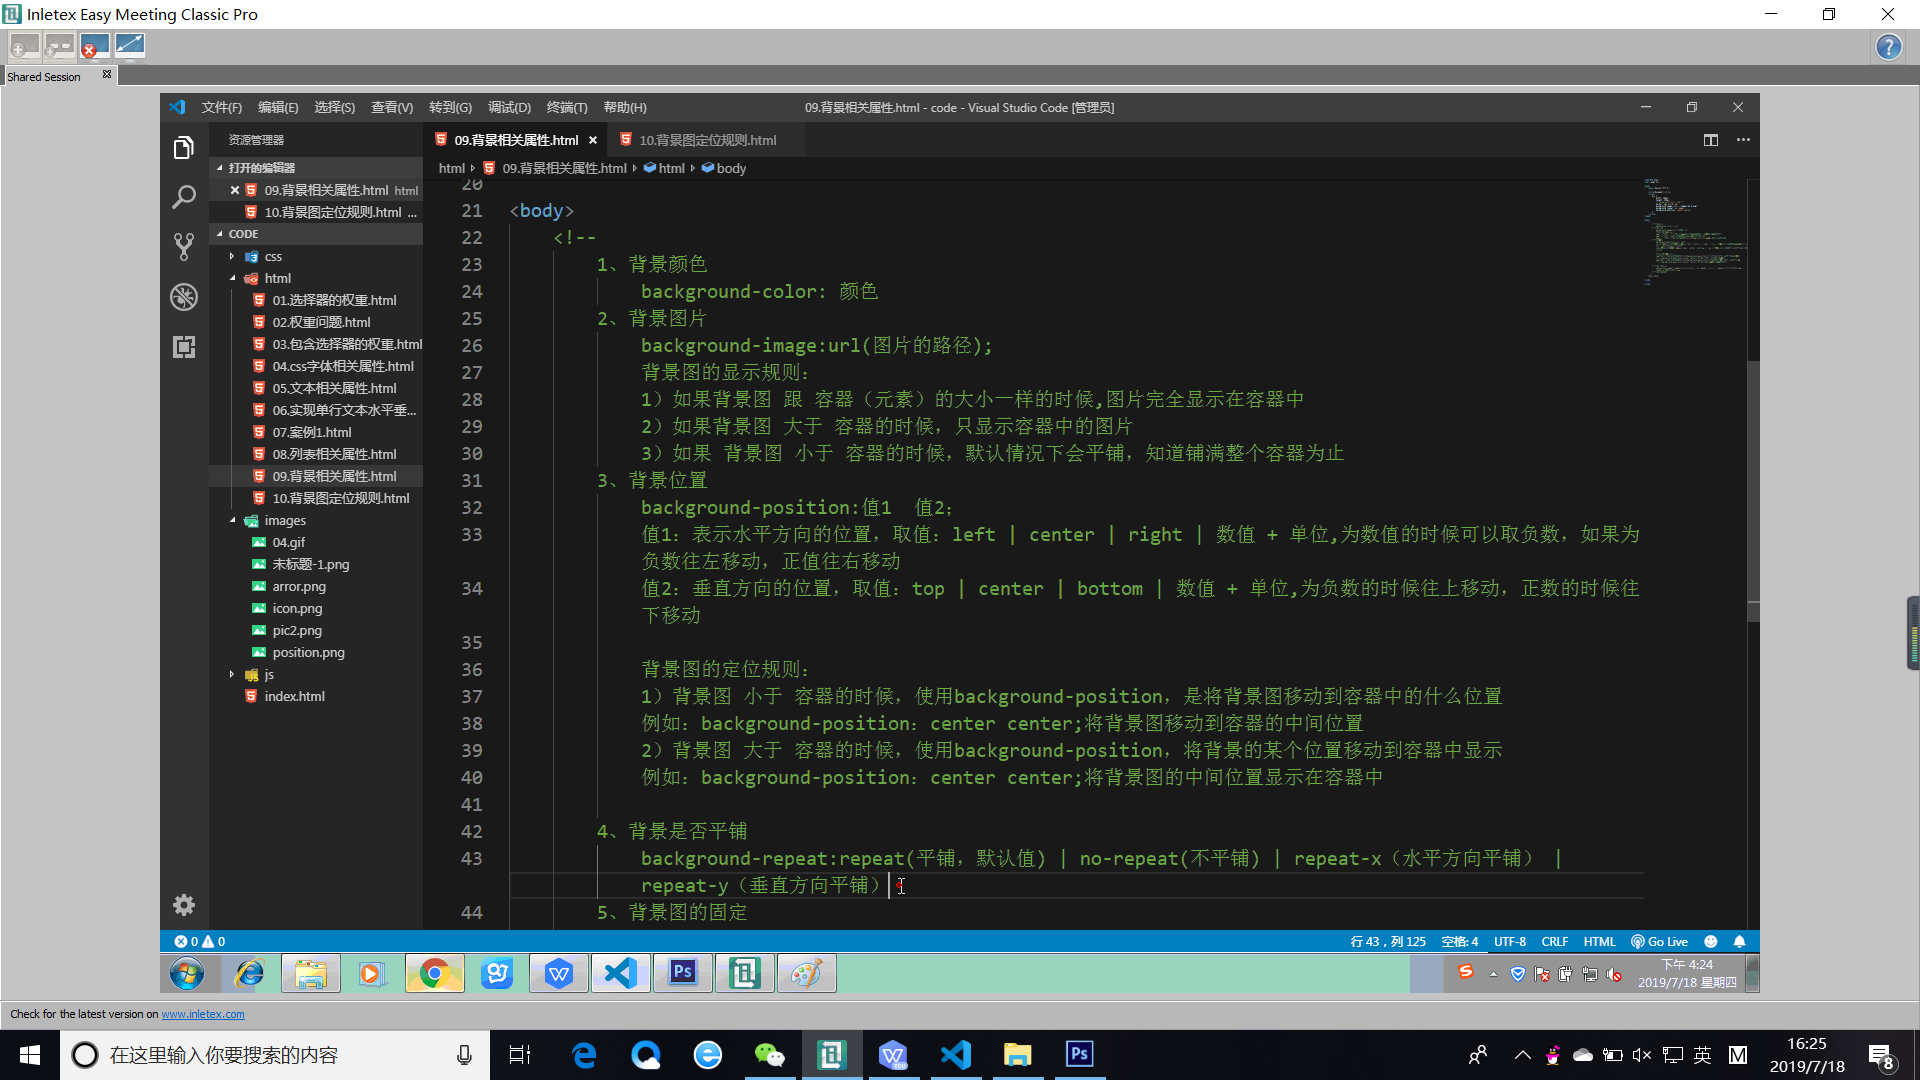 Inletex Easy Meeting Classic Pro
Shared Session
文件(F) 编辑(E) 选择(S) 查看(V) 转到(G) 调试(D) 终端(T) 帮助(H)
09.背景相关属性.html - code - Visual Studio Code [管理员]
资源管理器
打开的编辑器
09.背景相关属性.html html
10.背景图定位规则.html ...
CODE
css
html
01.选择器的权重.html
02.权重问题.html
03.包含选择器的权重.html
04.css字体相关属性.html
05.文本相关属性.html
06.实现单行文本水平垂...
07.案例1.html
08.列表相关属性.html
09.背景相关属性.html
10.背景图定位规则.html
images
04.gif
未标题-1.png
arror.png
icon.png
pic2.png
position.png
js
index.html
09.背景相关属性.html
10.背景图定位规则.html
html 09.背景相关属性.html html body
20
21 <body>
22 <!--
23 1、背景颜色
24 background-color: 颜色
25 2、背景图片
26 background-image:url(图片的路径);
27 背景图的显示规则:
28 1）如果背景图 跟 容器（元素）的大小一样的时候,图片完全显示在容器中
29 2）如果背景图 大于 容器的时候，只显示容器中的图片
30 3）如果 背景图 小于 容器的时候，默认情况下会平铺，知道铺满整个容器为止
31 3、背景位置
32 background-position:值1 值2;
33 值1：表示水平方向的位置，取值：left | center | right | 数值 + 单位,为数值的时候可以取负数，如果为
负数往左移动，正值往右移动
34 值2：垂直方向的位置，取值：top | center | bottom | 数值 + 单位,为负数的时候往上移动，正数的时候往
下移动
35
36 背景图的定位规则:
37 1）背景图 小于 容器的时候，使用background-position，是将背景图移动到容器中的什么位置
38 例如：background-position：center center;将背景图移动到容器的中间位置
39 2）背景图 大于 容器的时候，使用background-position，将背景的某个位置移动到容器中显示
40 例如：background-position：center center;将背景图的中间位置显示在容器中
41
42 4、背景是否平铺
43 background-repeat:repeat(平铺，默认值) | no-repeat(不平铺) | repeat-x（水平方向平铺） |
repeat-y（垂直方向平铺）
44 5、背景图的固定
0 0
行 43，列 125 空格: 4 UTF-8 CRLF HTML Go Live
下午 4:24
2019/7/18 星期四
Check for the latest version on www.inletex.com
在这里输入你要搜索的内容
英
M
16:25
2019/7/18
8